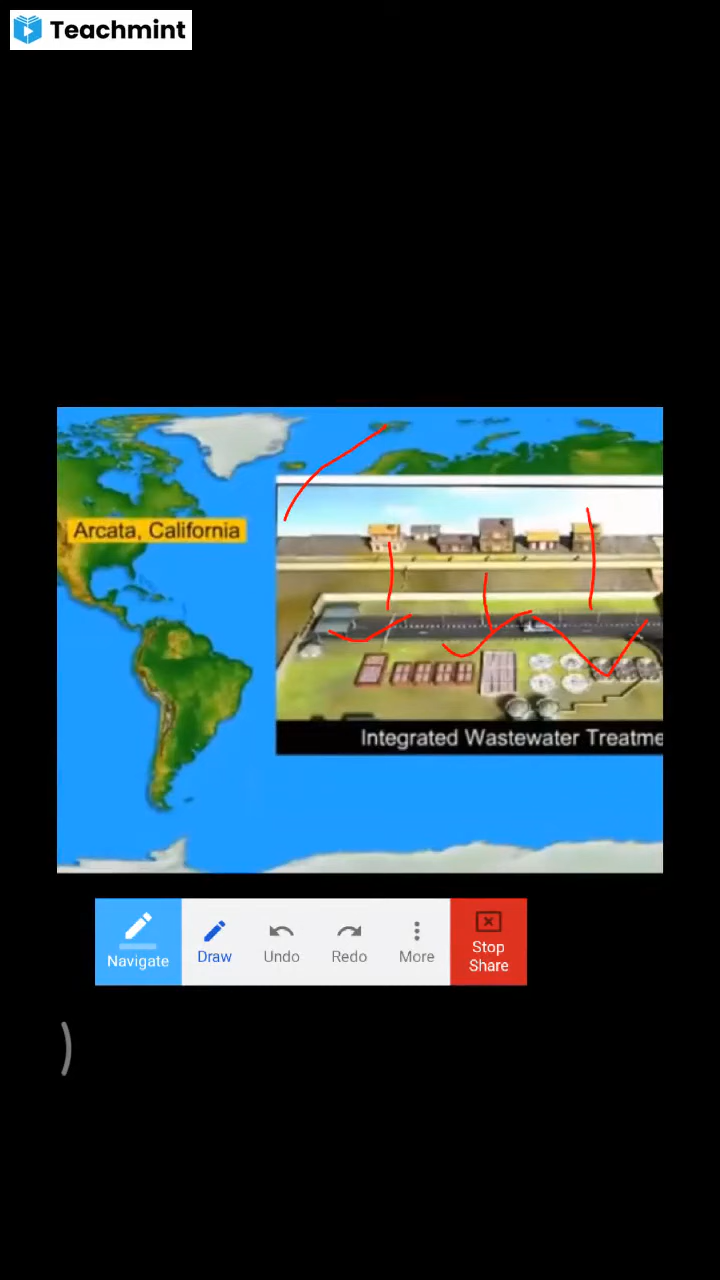 Teachmint
Arcata, California
Integrated Wastewater Treatme
Navigate
Draw
Undo
Redo
More
Stop
Share